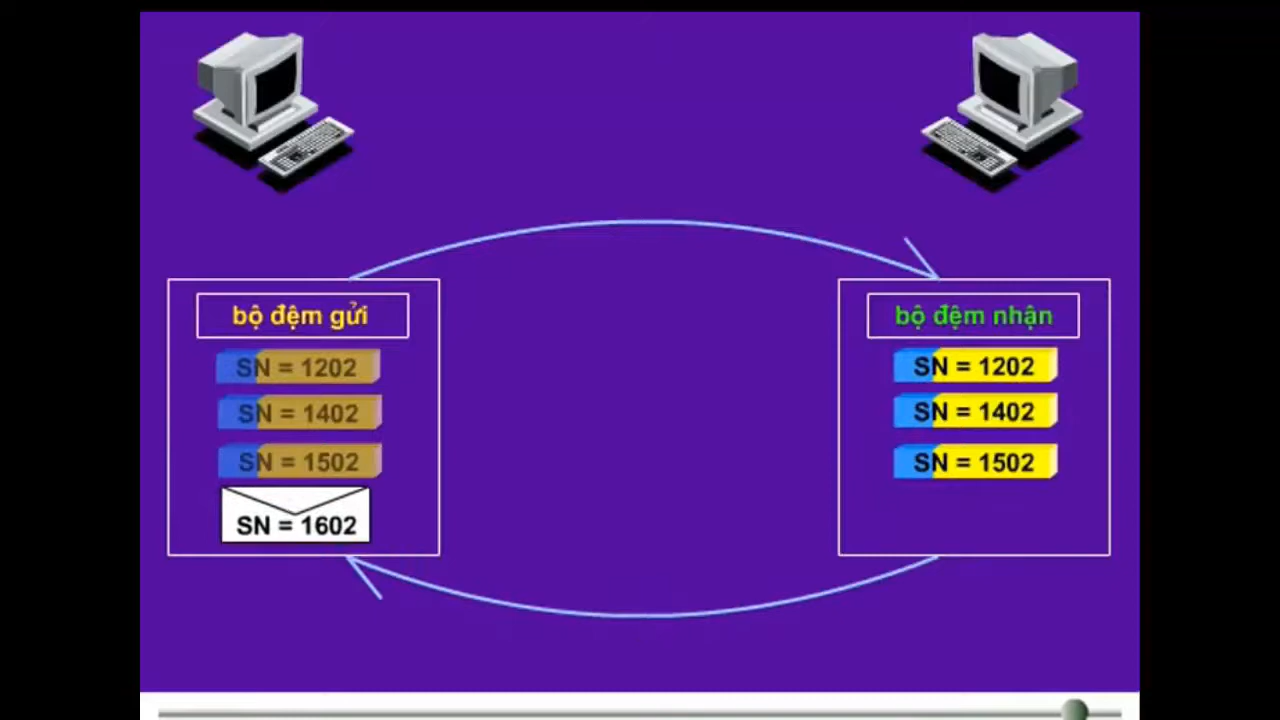 bộ đệm gửi
SN = 1202
SN = 1402
SN = 1502
SN = 1602
bộ đệm nhận
SN = 1202
SN = 1402
SN = 1502